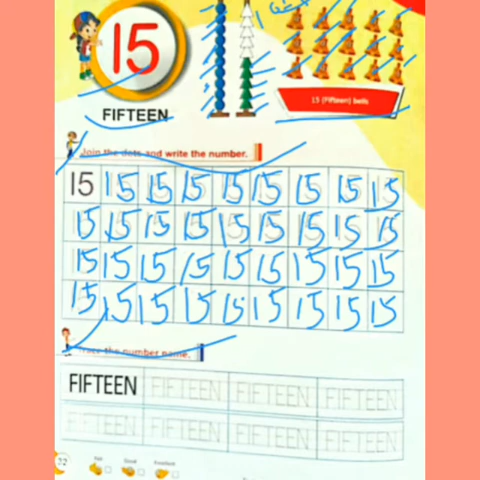 15
FIFTEEN
15 (Fifteen) bells
Join the dots and write the number.
15 15 15 15 15 15 15 15 15
15 15 15 15 15 15 15 15 15
15 15 15 15 15 15 15 15 15
15 15 15 15 15 15 15 15 15
Trace the number name.
FIFTEEN FIFTEEN FIFTEEN FIFTEEN
FIFTEEN FIFTEEN FIFTEEN FIFTEEN
Fair Good Excellent